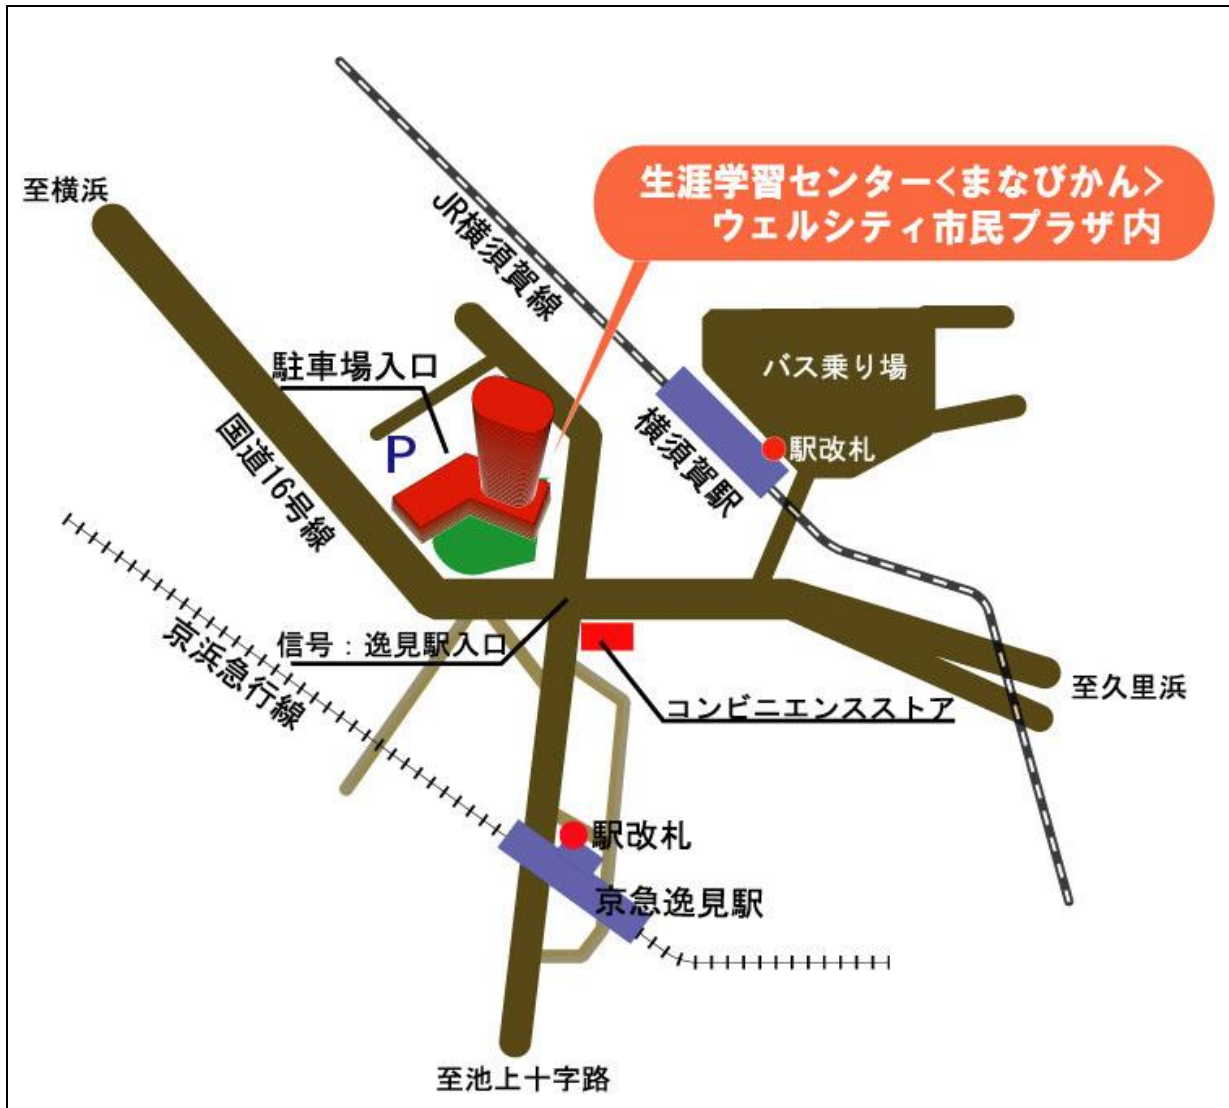 生涯学習センター<まなびかん>
ウェルシティ市民プラザ内
至横浜
JR横須賀線
駐車場入口
バス乗り場
P
国道16号線
横須賀駅
駅改札
京浜急行線
信号：逸見駅入口
至久里浜
コンビニエンスストア
駅改札
京急逸見駅
至池上十字路